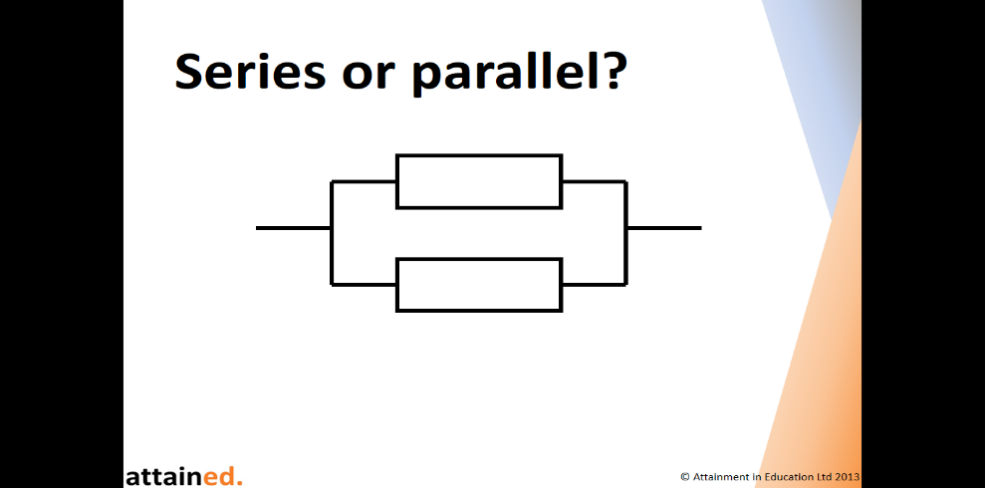 Series or parallel?
attained.
© Attainment in Education Ltd 2013